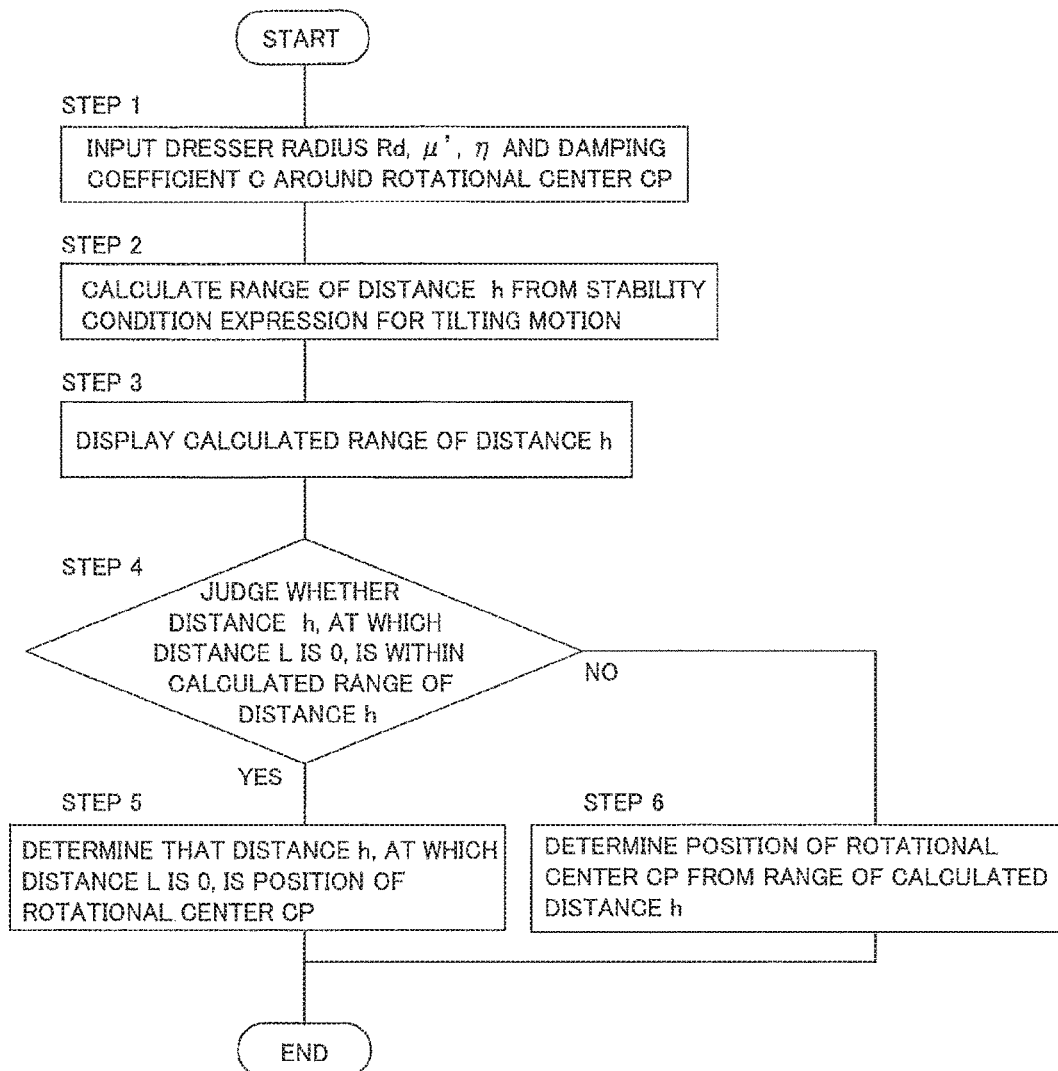 START
STEP 1
INPUT DRESSER RADIUS Rd, μ', η AND DAMPING
COEFFICIENT C AROUND ROTATIONAL CENTER CP
STEP 2
CALCULATE RANGE OF DISTANCE h FROM STABILITY
CONDITION EXPRESSION FOR TILTING MOTION
STEP 3
DISPLAY CALCULATED RANGE OF DISTANCE h
STEP 4
JUDGE WHETHER
DISTANCE h, AT WHICH
DISTANCE L IS 0, IS WITHIN
CALCULATED RANGE OF
DISTANCE h
NO
YES
STEP 5
DETERMINE THAT DISTANCE h, AT WHICH
DISTANCE L IS 0, IS POSITION OF
ROTATIONAL CENTER CP
STEP 6
DETERMINE POSITION OF ROTATIONAL
CENTER CP FROM RANGE OF CALCULATED
DISTANCE h
END